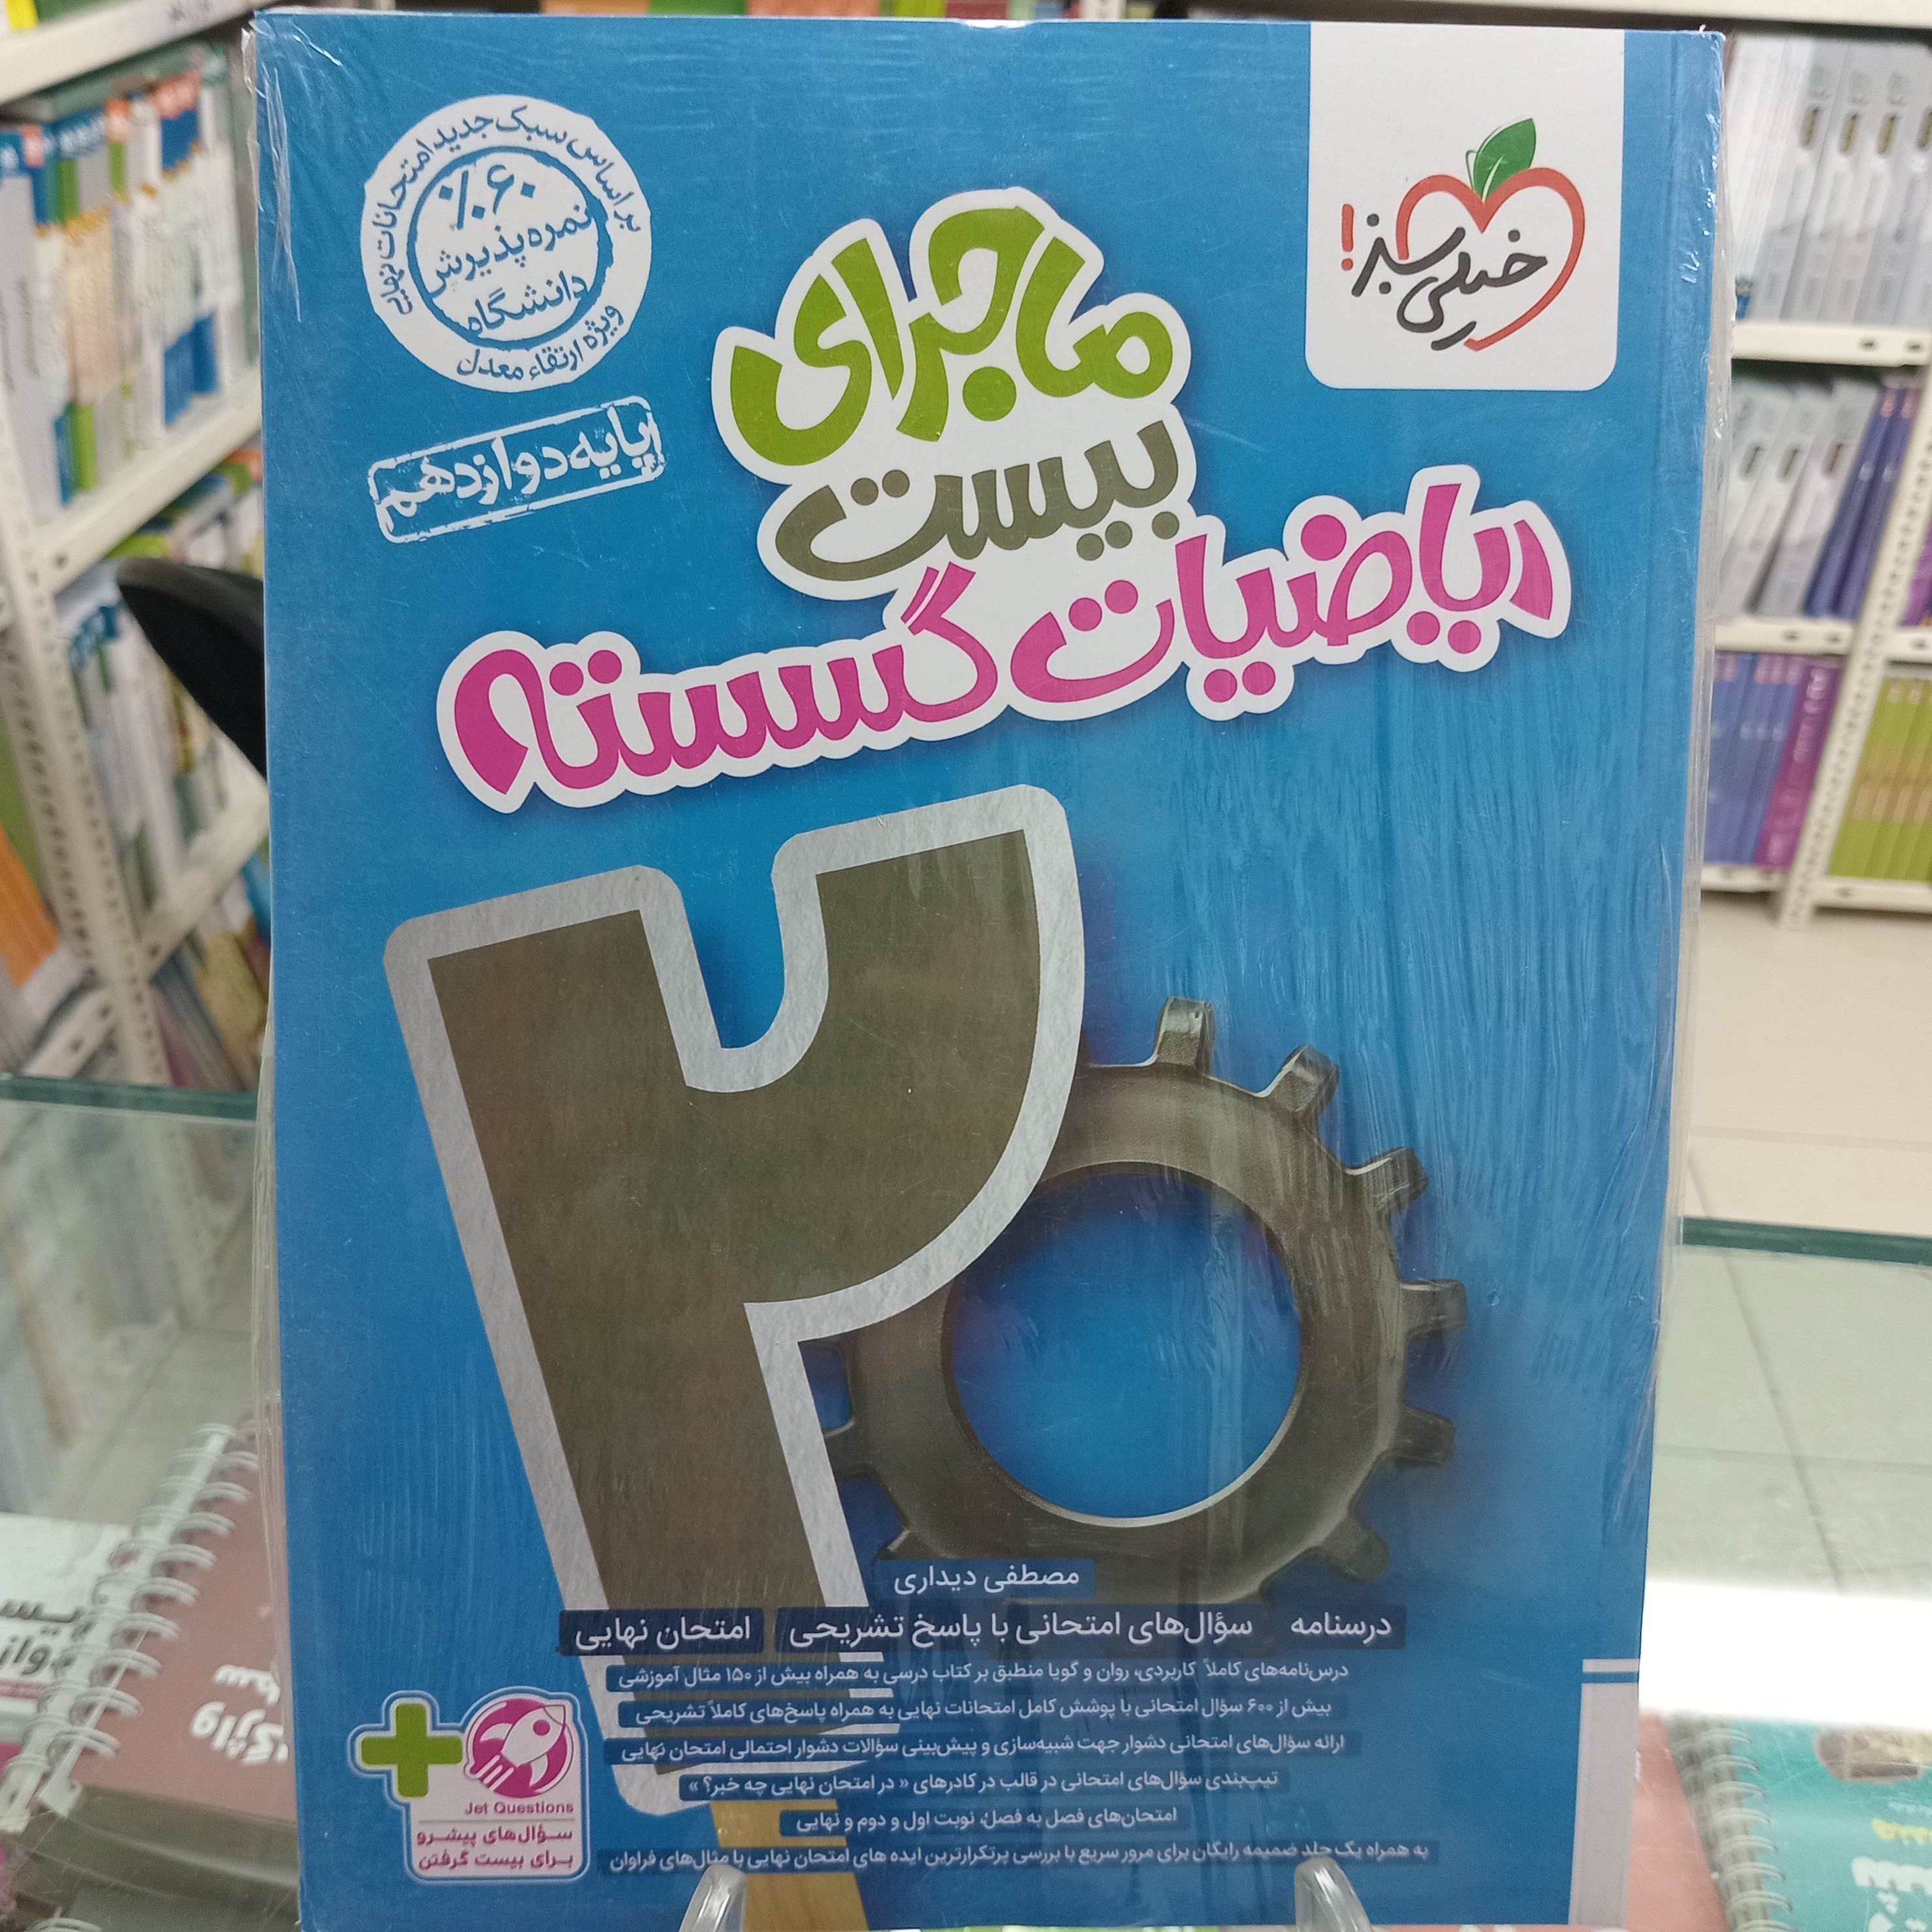 خیلی سبز!
بر اساس سبک جدید امتحانات نهایی
٪۶۰
نمره پذیرش
دانشگاه
ویژه ارتقاء معدل
پایه دوازدهم
ماجرای
بیست
ریاضیات گسسته
۲۰
مصطفی دیداری
درسنامه سؤال‌های امتحانی با پاسخ تشریحی امتحان نهایی
درس‌نامه‌های کاملاً کاربردی، روان و گویا منطبق بر کتاب درسی به همراه بیش از ۱۵۰ مثال آموزشی
بیش از ۶۰۰ سؤال امتحانی با پوشش کامل امتحانات نهایی به همراه پاسخ‌های کاملاً تشریحی
ارائه سؤال‌های امتحانی دشوار جهت شبیه‌سازی و پیش‌بینی سؤالات دشوار احتمالی امتحان نهایی
تیپ‌بندی سؤال‌های امتحانی در قالب در کادرهای « در امتحان نهایی چه خبر؟ »
امتحان‌های فصل به فصل، نوبت اول و دوم و نهایی
به همراه یک جلد ضمیمه رایگان برای مرور سریع با بررسی پرتکرارترین ایده های امتحان نهایی با مثال‌های فراوان
Jet Questions
سؤال‌های پیشرو
برای بیست گرفتن